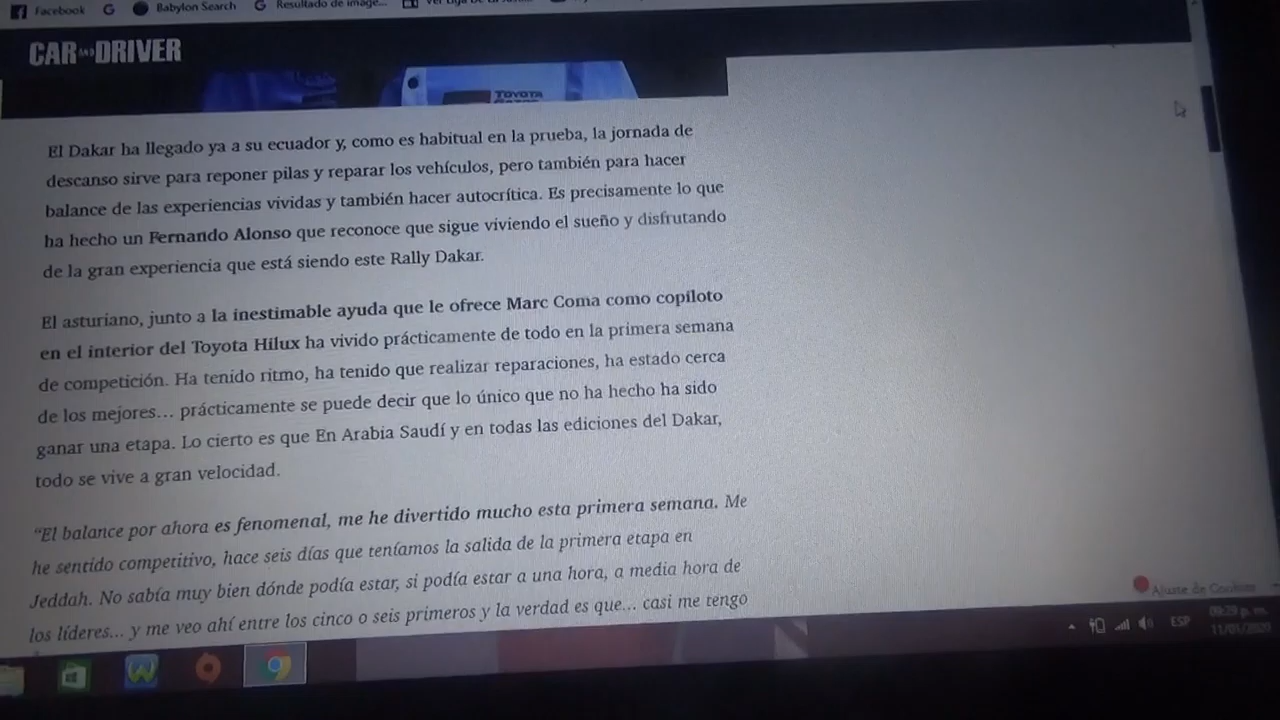 Facebook
Babylon Search
Resultado de image...
CAR AND DRIVER
TOYOTA
El Dakar ha llegado ya a su ecuador y, como es habitual en la prueba, la jornada de
descanso sirve para reponer pilas y reparar los vehículos, pero también para hacer
balance de las experiencias vividas y también hacer autocrítica. Es precisamente lo que
ha hecho un Fernando Alonso que reconoce que sigue viviendo el sueño y disfrutando
de la gran experiencia que está siendo este Rally Dakar.
El asturiano, junto a la inestimable ayuda que le ofrece Marc Coma como copiloto
en el interior del Toyota Hilux ha vivido prácticamente de todo en la primera semana
de competición. Ha tenido ritmo, ha tenido que realizar reparaciones, ha estado cerca
de los mejores... prácticamente se puede decir que lo único que no ha hecho ha sido
ganar una etapa. Lo cierto es que En Arabia Saudí y en todas las ediciones del Dakar,
todo se vive a gran velocidad.
“El balance por ahora es fenomenal, me he divertido mucho esta primera semana. Me
he sentido competitivo, hace seis días que teníamos la salida de la primera etapa en
Jeddah. No sabía muy bien dónde podía estar, si podía estar a una hora, a media hora de
los líderes... y me veo ahí entre los cinco o seis primeros y la verdad es que... casi me tengo
Ajuste de Cookies
ESP
09:29 p. m.
11/01/2020